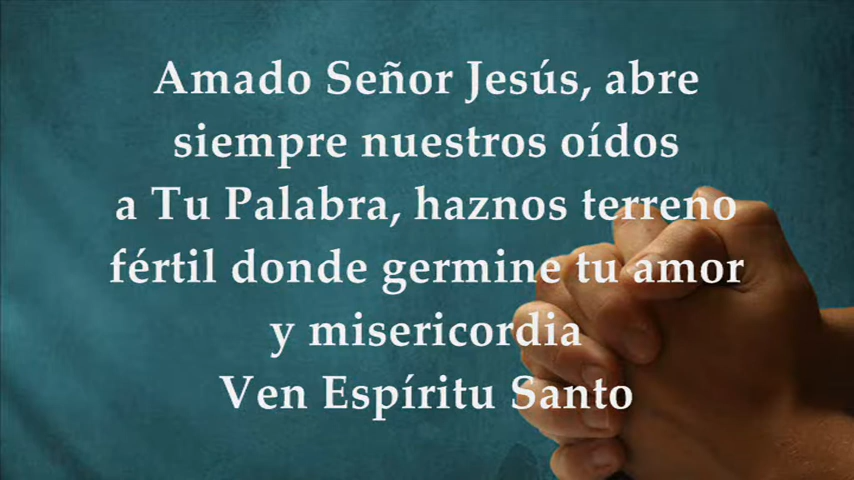 Amado Señor Jesús, abre
siempre nuestros oídos
a Tu Palabra, haznos terreno
fértil donde germine tu amor
y misericordia
Ven Espíritu Santo